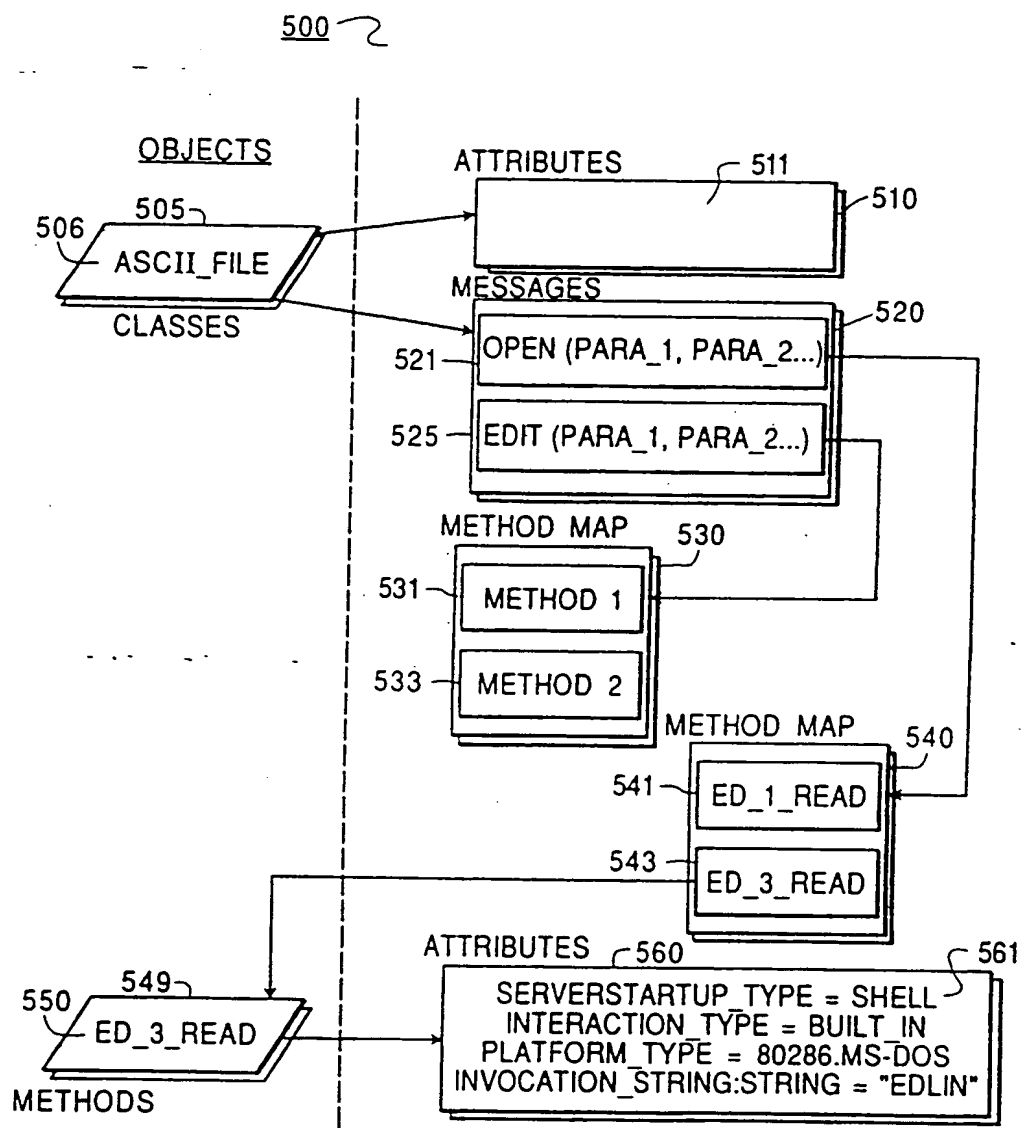 500
OBJECTS
ATTRIBUTES
511
510
505
506
ASCII_FILE
CLASSES
MESSAGES
520
OPEN (PARA_1, PARA_2...)
521
EDIT (PARA_1, PARA_2...)
525
METHOD MAP
530
531
METHOD 1
533
METHOD 2
METHOD MAP
540
541
ED_1_READ
543
ED_3_READ
ATTRIBUTES
560
561
SERVERSTARTUP_TYPE = SHELL
INTERACTION_TYPE = BUILT_IN
PLATFORM_TYPE = 80286.MS-DOS
INVOCATION_STRING:STRING = "EDLIN"
549
550
ED_3_READ
METHODS